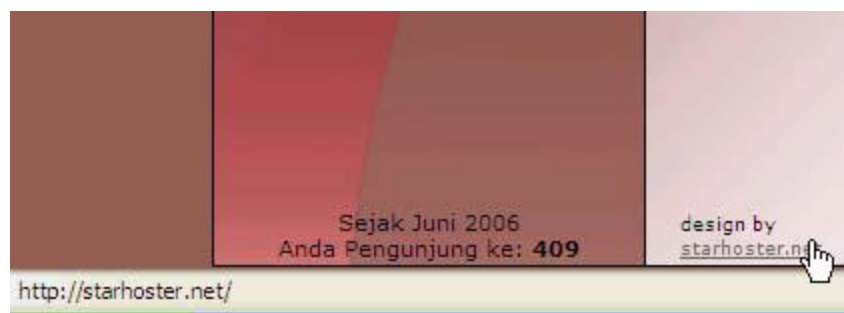 Sejak Juni 2006
Anda Pengunjung ke: 409
design by
starhoster.net
http://starhoster.net/